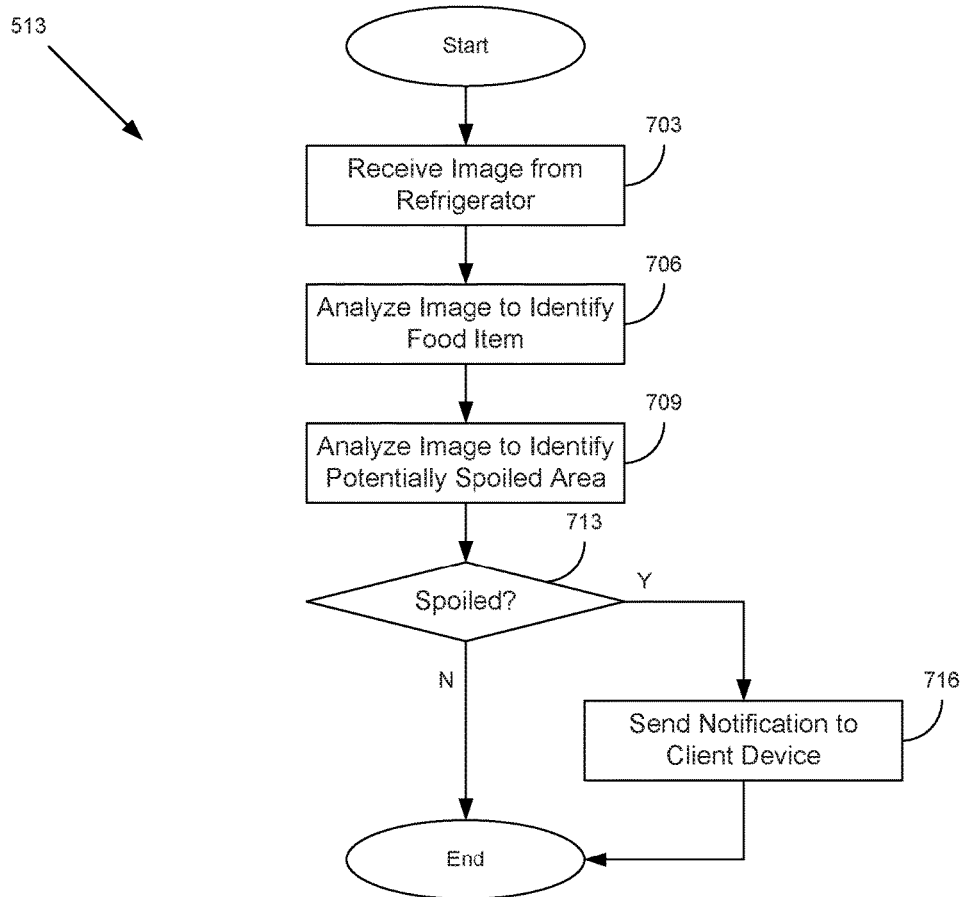 513
Start
703
Receive Image from
Refrigerator
706
Analyze Image to Identify
Food Item
709
Analyze Image to Identify
Potentially Spoiled Area
713
Spoiled?
Y
N
716
Send Notification to
Client Device
End